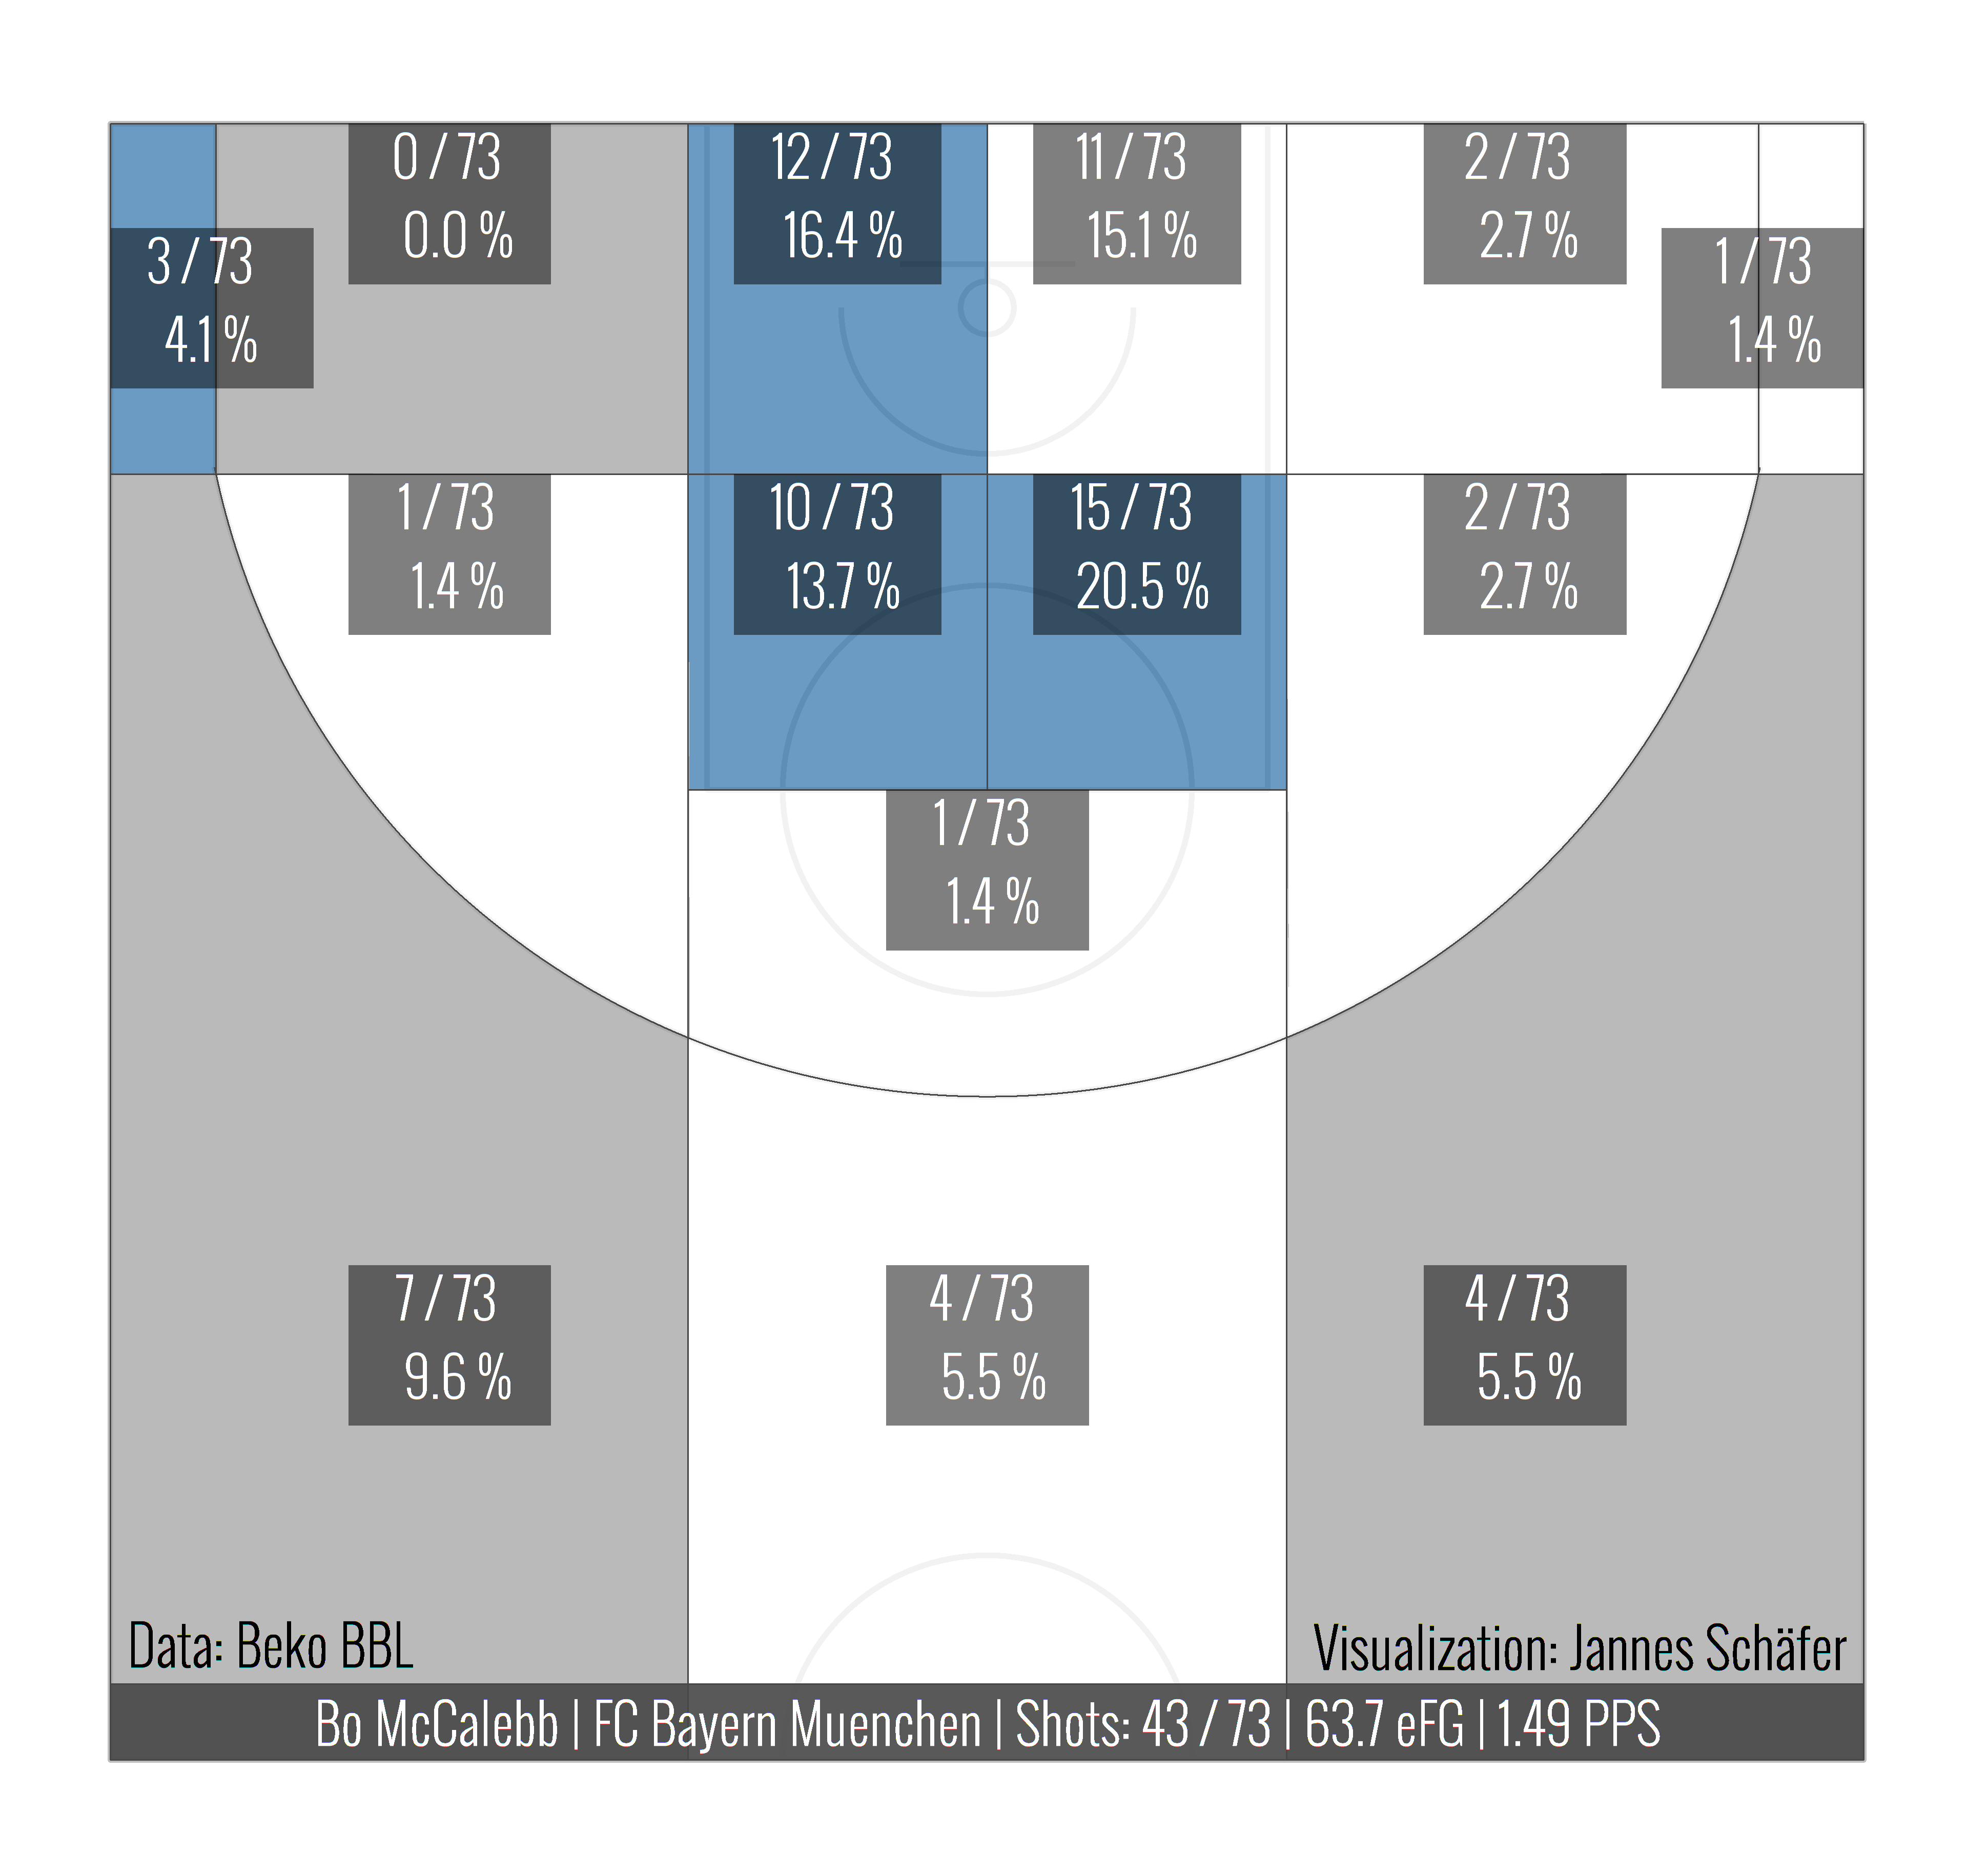 0 / 73
0.0 %
12 / 73
16.4 %
11 / 73
15.1 %
2 / 73
2.7 %
3 / 73
4.1 %
1 / 73
1.4 %
1 / 73
1.4 %
10 / 73
13.7 %
15 / 73
20.5 %
2 / 73
2.7 %
1 / 73
1.4 %
7 / 73
9.6 %
4 / 73
5.5 %
4 / 73
5.5 %
Data: Beko BBL
Visualization: Jannes Schäfer
Bo McCalebb | FC Bayern Muenchen | Shots: 43 / 73 | 63.7 eFG | 1.49 PPS